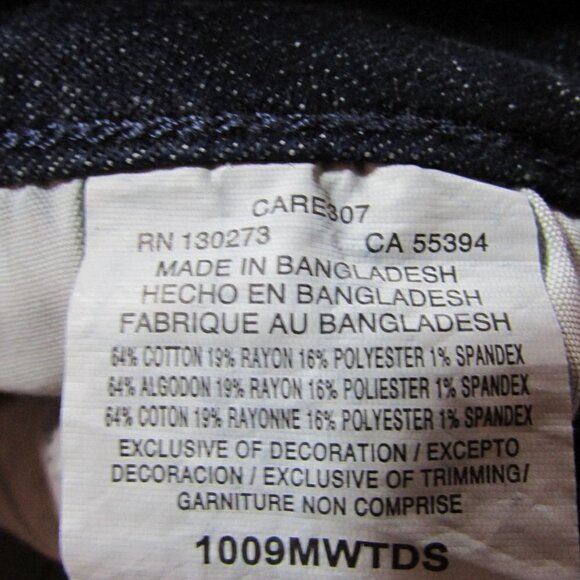 CARE307
RN 130273 CA 55394
MADE IN BANGLADESH
HECHO EN BANGLADESH
FABRIQUE AU BANGLADESH
64% COTTON 19% RAYON 16% POLYESTER 1% SPANDEX
64% ALGODON 19% RAYON 16% POLIESTER 1% SPANDEX
64% COTON 19% RAYONNE 16% POLYESTER 1% SPANDEX
EXCLUSIVE OF DECORATION / EXCEPTO
DECORACION / EXCLUSIVE OF TRIMMING/
GARNITURE NON COMPRISE
1009MWTDS